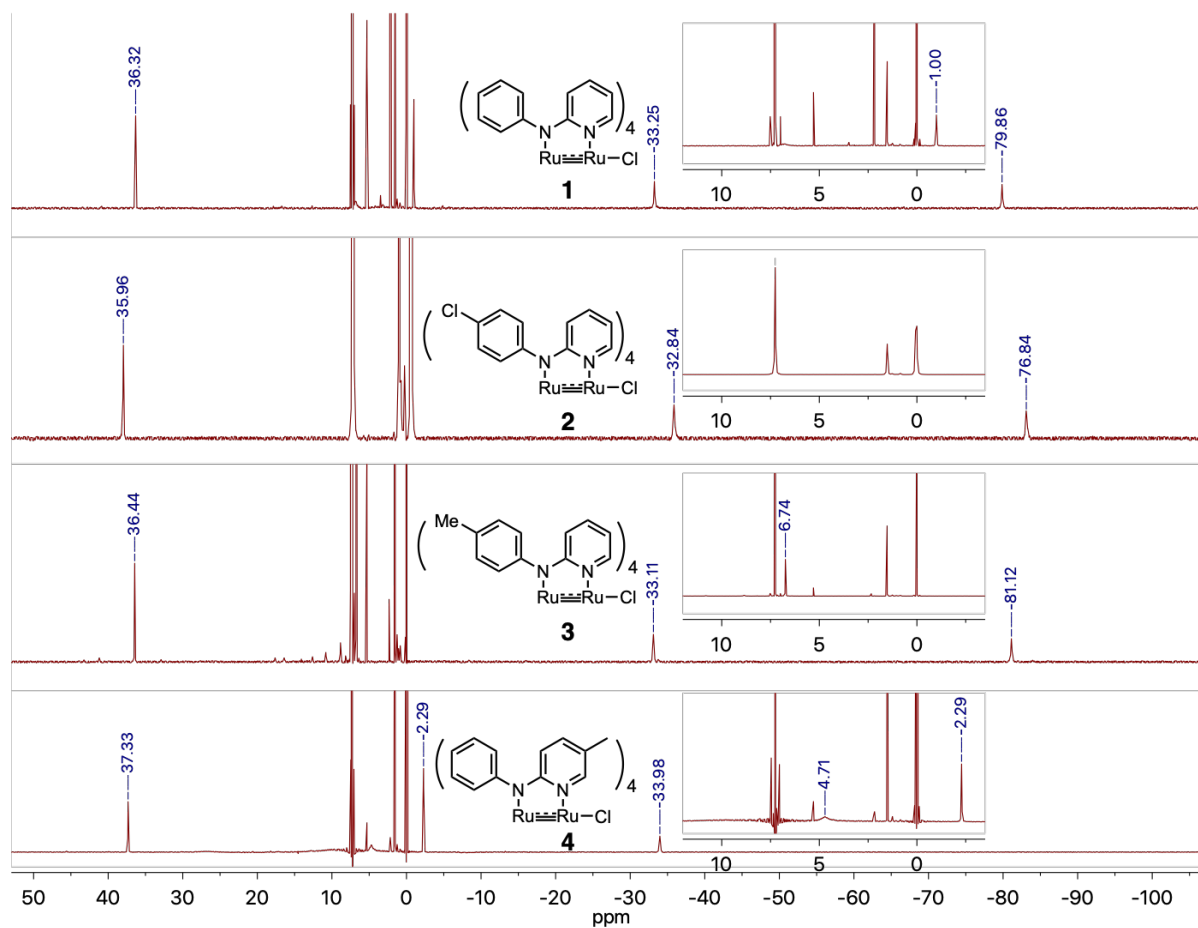 36.32
-33.25
-79.86
-1.00
10 5 0
( N N )4
Ru Ru-Cl
1
35.96
-32.84
-76.84
10 5 0
Cl
( N N )4
Ru Ru-Cl
2
36.44
-33.11
-81.12
6.74
10 5 0
Me
( N N )4
Ru Ru-Cl
3
37.33
-2.29
-33.98
4.71
-2.29
10 5 0
( N N )4
Ru Ru-Cl
4
50 40 30 20 10 0 -10 -20 -30 -40 -50 -60 -70 -80 -90 -100
ppm